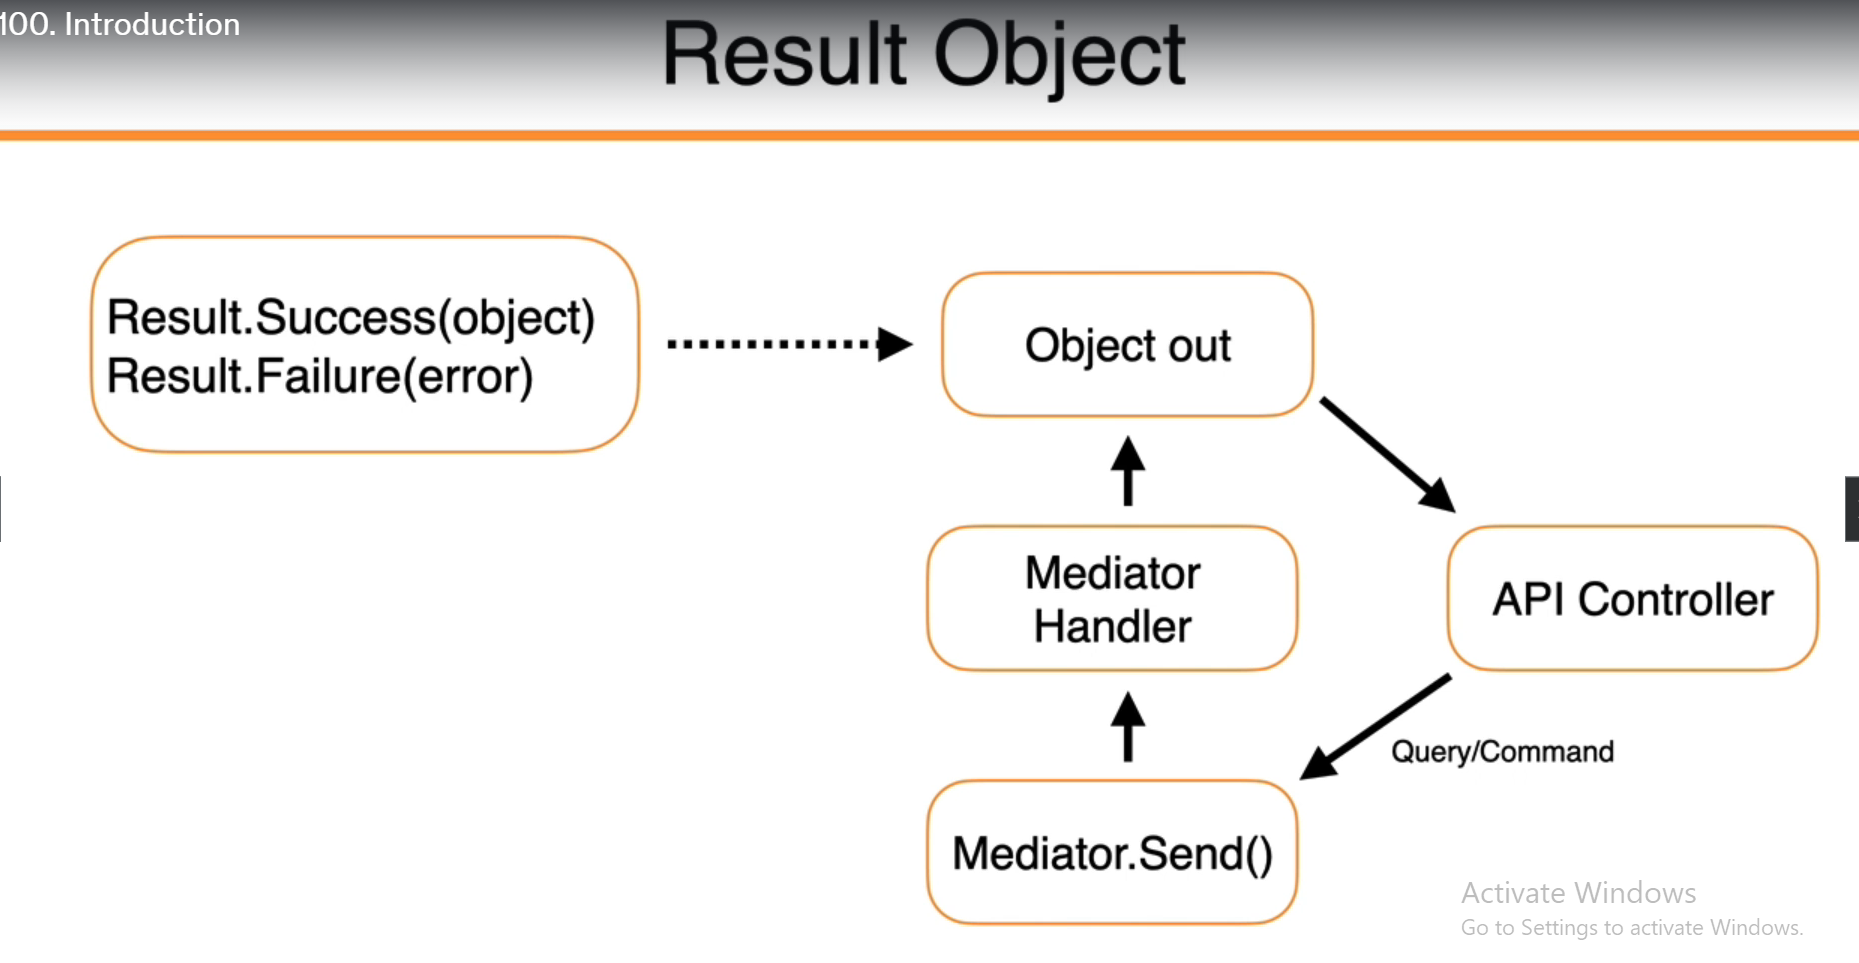 100. Introduction
Result Object
Result.Success(object)
Result.Failure(error)
Object out
Mediator
Handler
API Controller
Query/Command
Mediator.Send()
Activate Windows
Go to Settings to activate Windows.